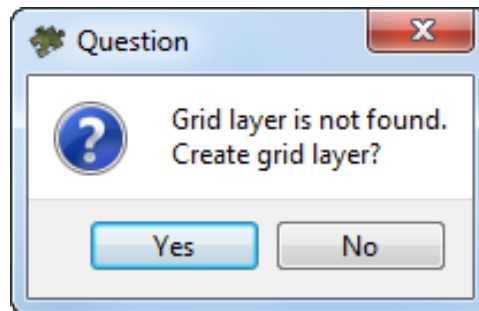 Question
Grid layer is not found.
Create grid layer?
Yes
No